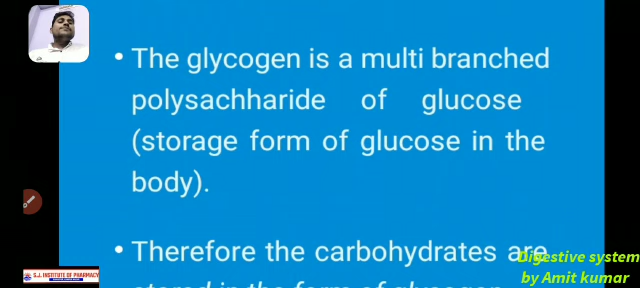 • The glycogen is a multi branched
polysachharide of glucose
(storage form of glucose in the
body).
• Therefore the carbohydrates are
stored in the form of glycogen
Digestive system
by Amit kumar
S.J. INSTITUTE OF PHARMACY